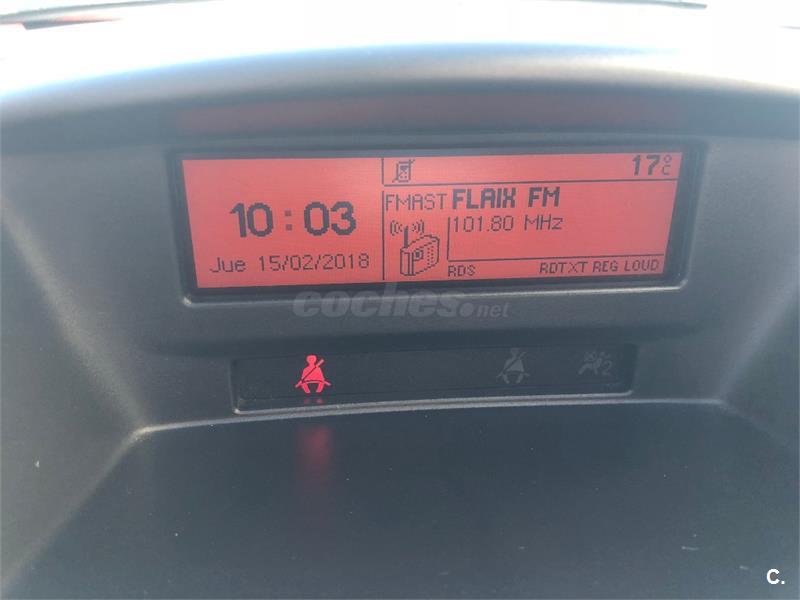 17°C
FMAST FLAIX FM
101.80 MHz
10:03
Jue 15/02/2018
RDS RDTXT REG LOUD
coches.net
2
C.